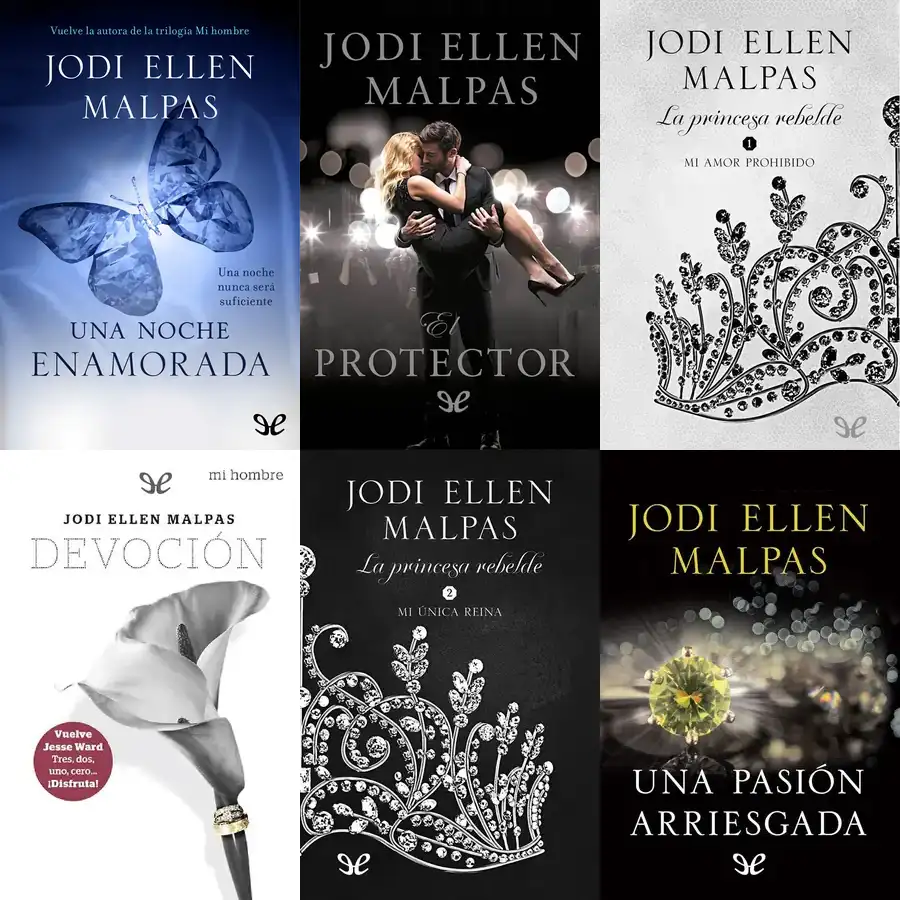 Vuelve la autora de la trilogía Mi hombre
JODI ELLEN
MALPAS
Una noche
nunca será
suficiente
UNA NOCHE
ENAMORADA
JODI ELLEN
MALPAS
El
PROTECTOR
JODI ELLEN
MALPAS
La princesa rebelde
1
MI AMOR PROHIBIDO
mi hombre
JODI ELLEN MALPAS
DEVOCIÓN
Vuelve
Jesse Ward
Tres, dos,
uno, cero...
¡Disfruta!
JODI ELLEN
MALPAS
La princesa rebelde
2
MI ÚNICA REINA
JODI ELLEN
MALPAS
UNA PASIÓN
ARRIESGADA